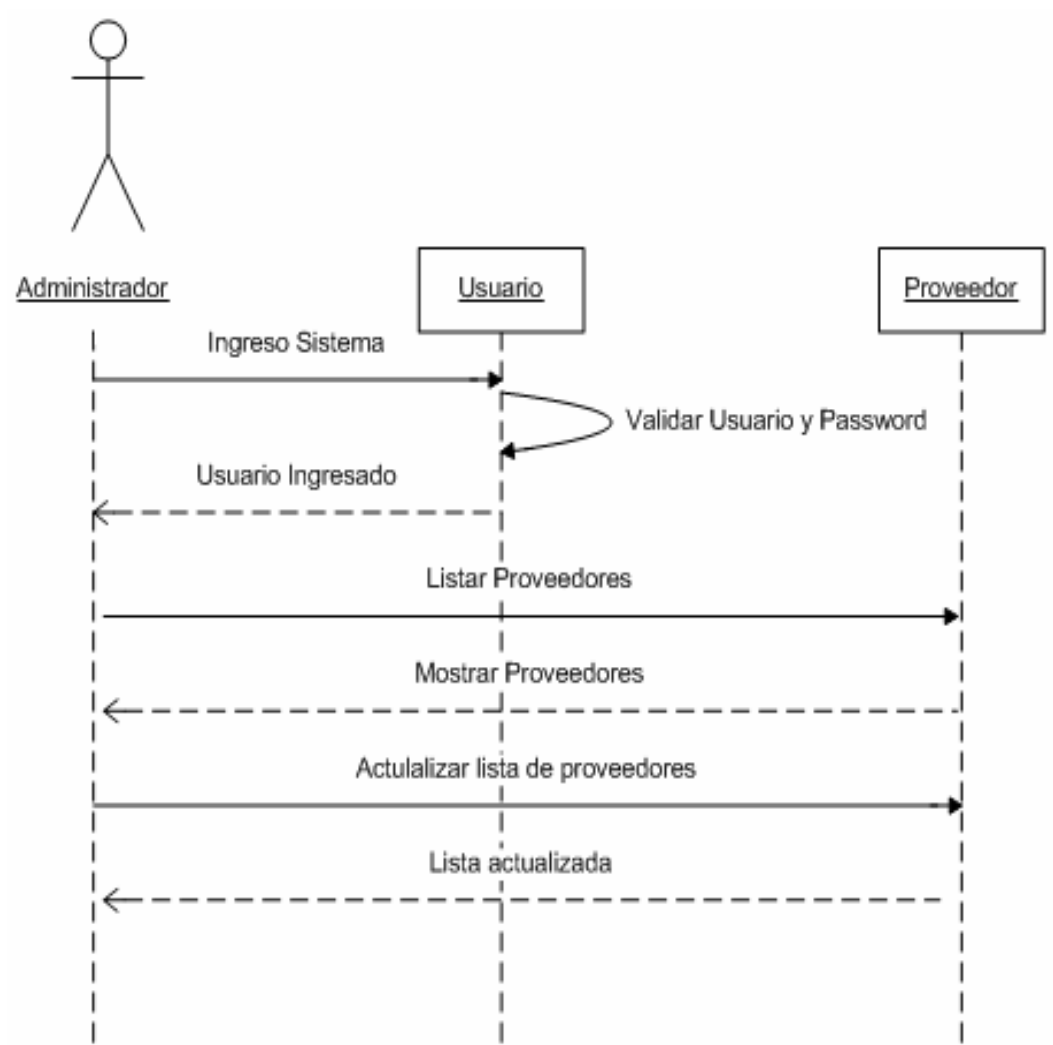 Administrador
Usuario
Proveedor
Ingreso Sistema
Validar Usuario y Password
Usuario Ingresado
Listar Proveedores
Mostrar Proveedores
Actulalizar lista de proveedores
Lista actualizada